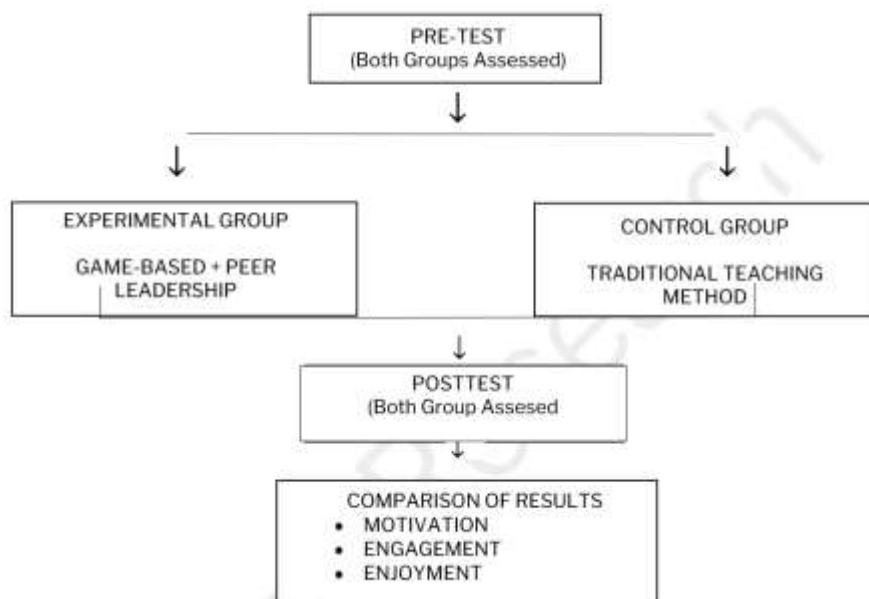 PRE-TEST
(Both Groups Assessed)
EXPERIMENTAL GROUP
GAME-BASED + PEER
LEADERSHIP
CONTROL GROUP
TRADITIONAL TEACHING
METHOD
POSTTEST
(Both Group Assesed
COMPARISON OF RESULTS
• MOTIVATION
• ENGAGEMENT
• ENJOYMENT